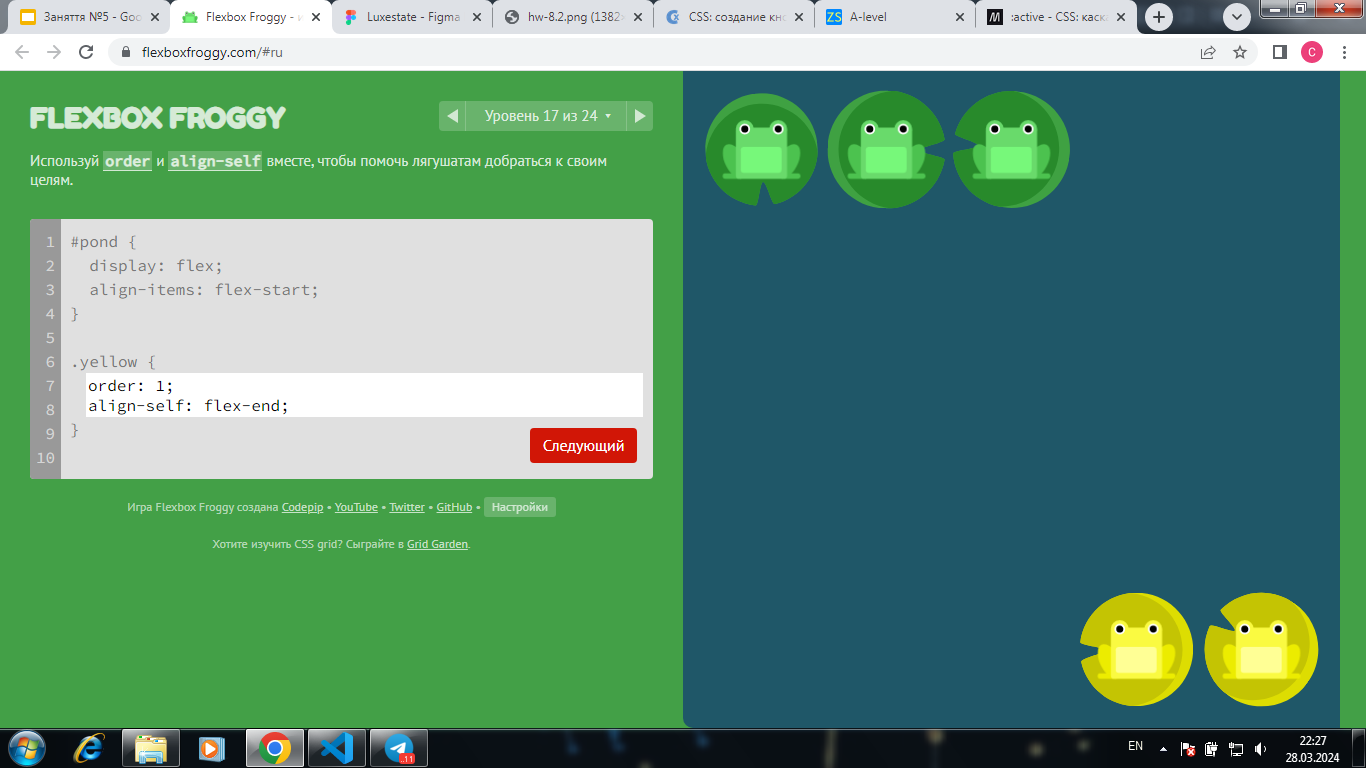 Заняття №5 - Goo
Flexbox Froggy - и
Luxestate - Figma
hw-8.2.png (1382
CSS: создание кно
ZS A-level
M :active - CSS: каска
flexboxfroggy.com/#ru
C
FLEXBOX FROGGY
Уровень 17 из 24
Используй order и align-self вместе, чтобы помочь лягушатам добраться к своим
целям.
1 #pond {
2 display: flex;
3 align-items: flex-start;
4 }
5
6 .yellow {
7 order: 1;
8 align-self: flex-end;
9 }
10
Следующий
Игра Flexbox Froggy создана Codepip • YouTube • Twitter • GitHub • Настройки
Хотите изучить CSS grid? Сыграйте в Grid Garden.
11
EN
22:27
28.03.2024